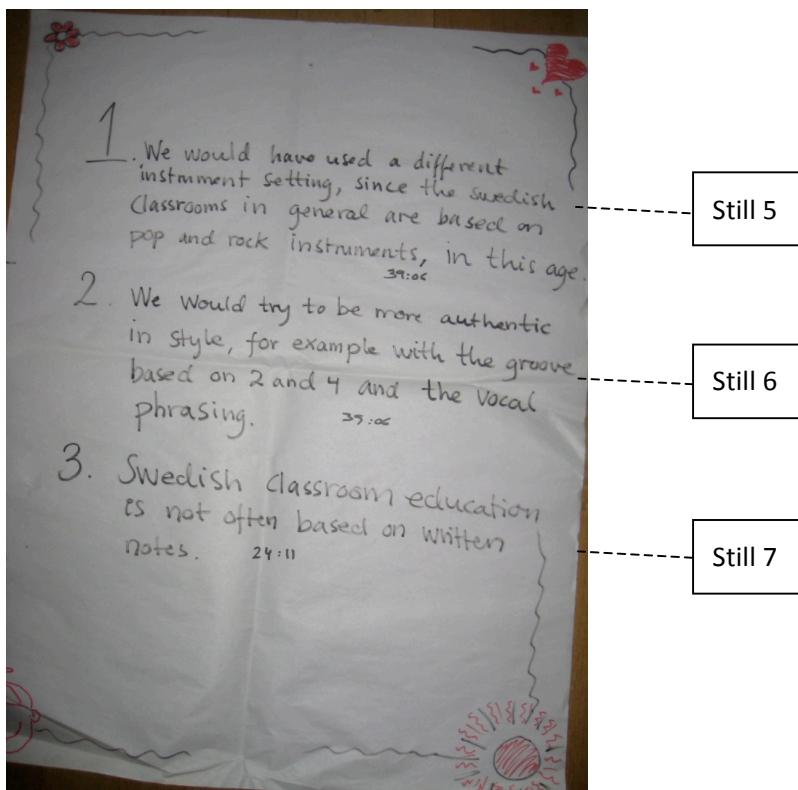 1. We would have used a different
instrument setting, since the swedish
Classrooms in general are based on
pop and rock instruments, in this age.
39:06
Still 5
2. We would try to be more authentic
in style, for example with the groove
based on 2 and 4 and the vocal
phrasing. 35:06
Still 6
3. Swedish classroom education
is not often based on written
notes. 24:11
Still 7